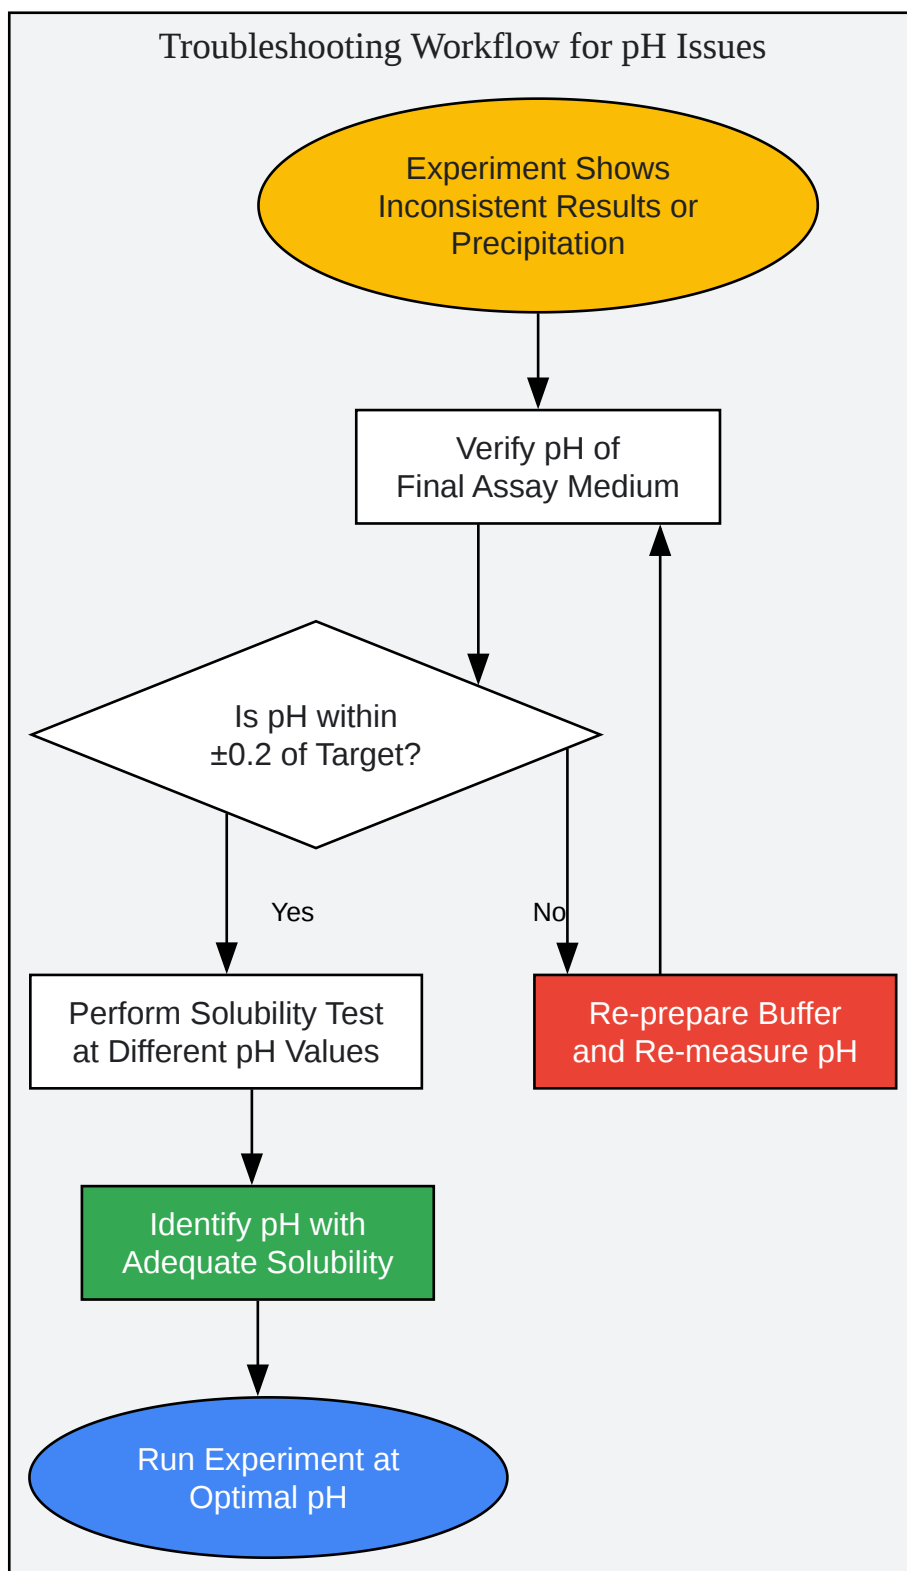 Troubleshooting Workflow for pH Issues
Experiment Shows
Inconsistent Results or
Precipitation
Verify pH of
Final Assay Medium
Is pH within
±0.2 of Target?
Yes
No
Perform Solubility Test
at Different pH Values
Re-prepare Buffer
and Re-measure pH
Identify pH with
Adequate Solubility
Run Experiment at
Optimal pH